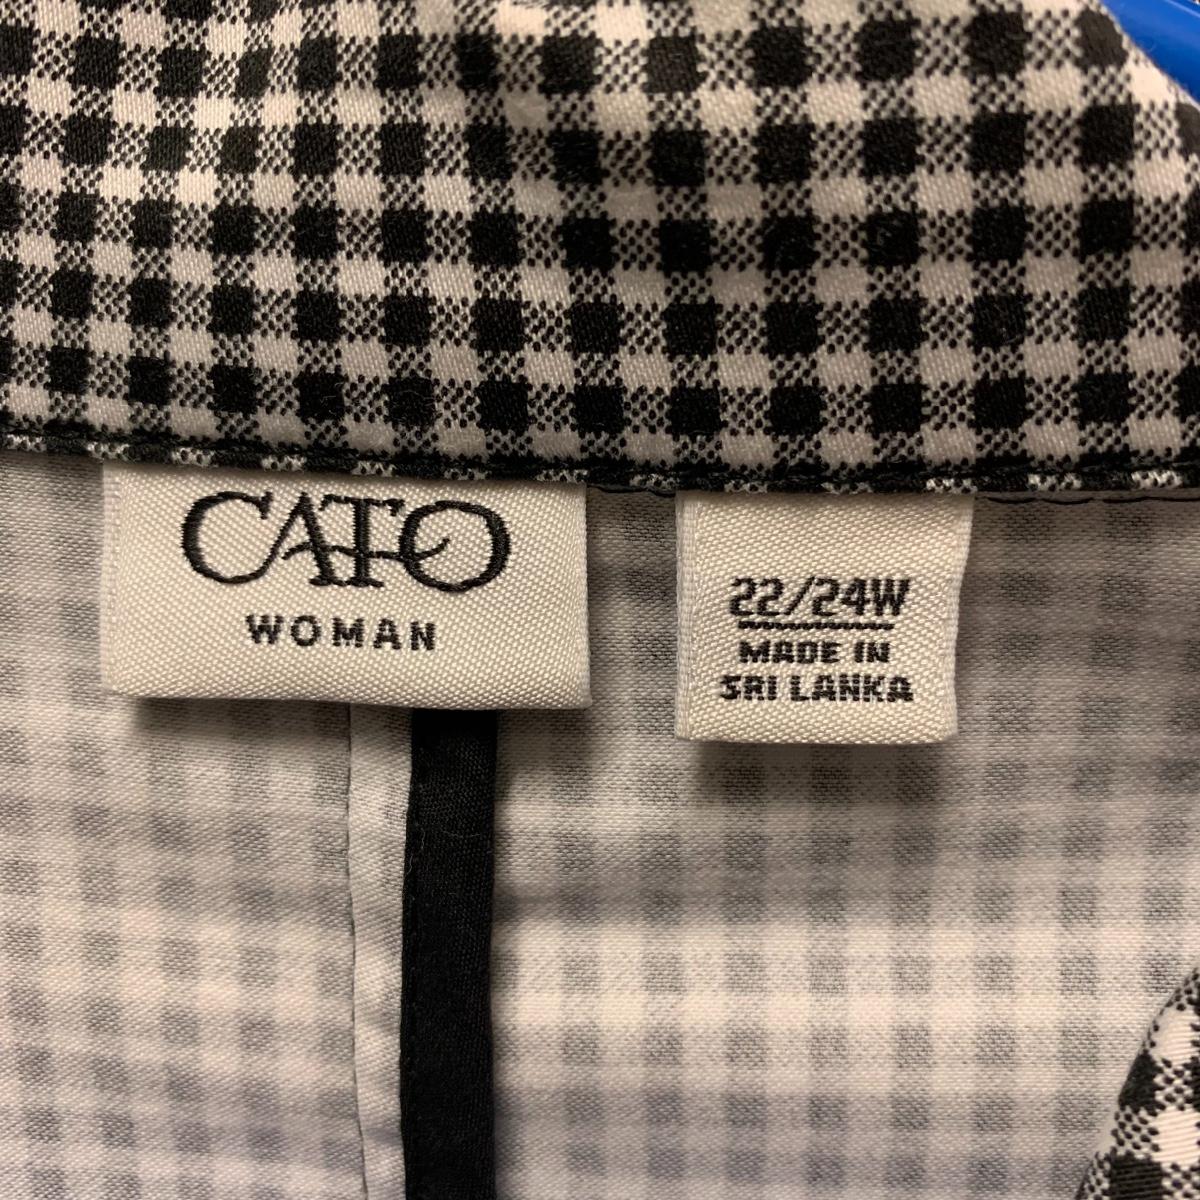 CATO
WOMAN
22/24W
MADE IN
SRI LANKA